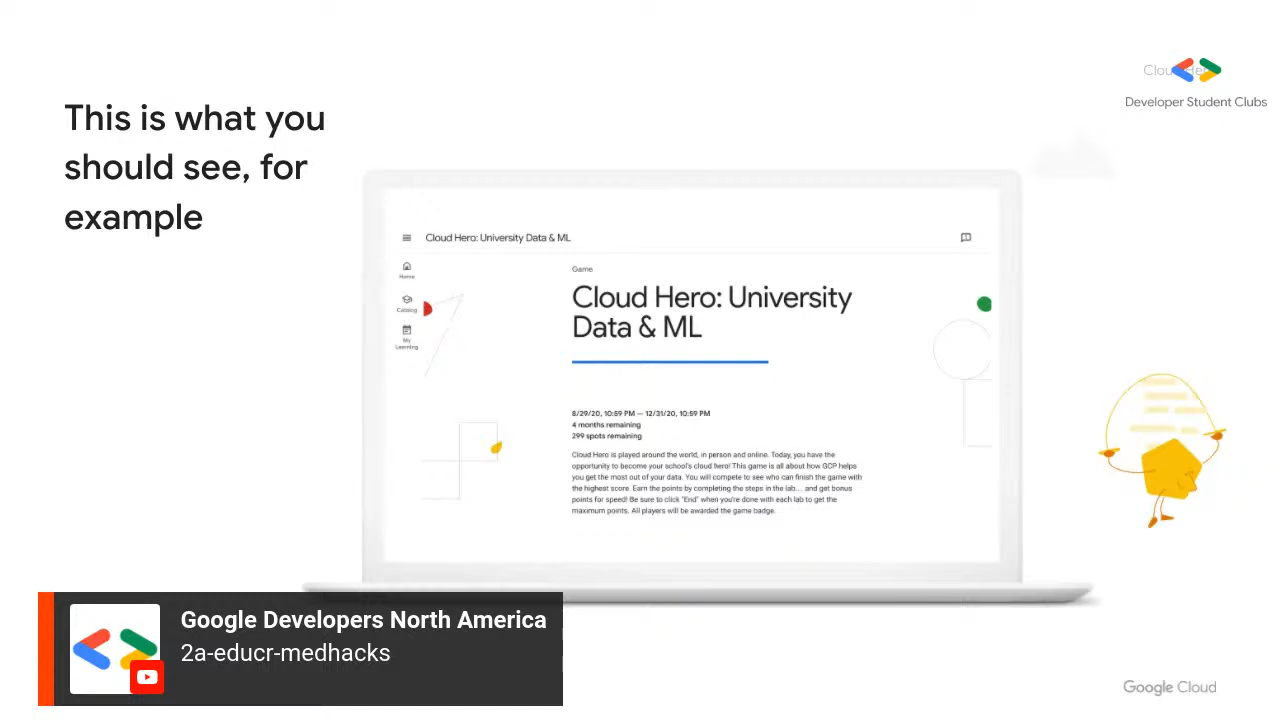 This is what you
should see, for
example
Cloud Hero
Developer Student Clubs
Cloud Hero: University Data & ML
Home
Catalog
My
Learning
Game
Cloud Hero: University
Data & ML
8/29/20, 10:59 PM — 12/31/20, 10:59 PM
4 months remaining
299 spots remaining
Cloud Hero is played around the world, in person and online. Today, you have the
opportunity to become your school's cloud hero! This game is all about how GCP helps
you get the most out of your data. You will compete to see who can finish the game with
the highest score. Earn the points by completing the steps in the lab.... and get bonus
points for speed! Be sure to click "End" when you're done with each lab to get the
maximum points. All players will be awarded the game badge.
Google Developers North America
2a-educr-medhacks
Google Cloud